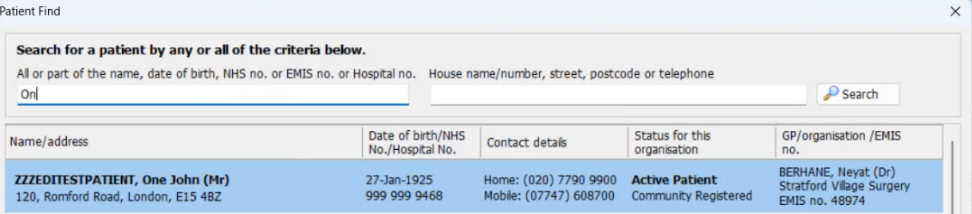 Patient Find
Search for a patient by any or all of the criteria below.
All or part of the name, date of birth, NHS no. or EMIS no. or Hospital no. House name/number, street, postcode or telephone
On
Search
Name/address
Date of birth/NHS
No./Hospital No.
Contact details
Status for this
organisation
GP/organisation /EMIS
no.
ZZZEDITESTPATIENT, One John (Mr)
120, Romford Road, London, E15 4BZ
27-Jan-1925
999 999 9468
Home: (020) 7790 9900
Mobile: (07747) 608700
Active Patient
Community Registered
BERHANE, Neyat (Dr)
Stratford Village Surgery
EMIS no. 48974